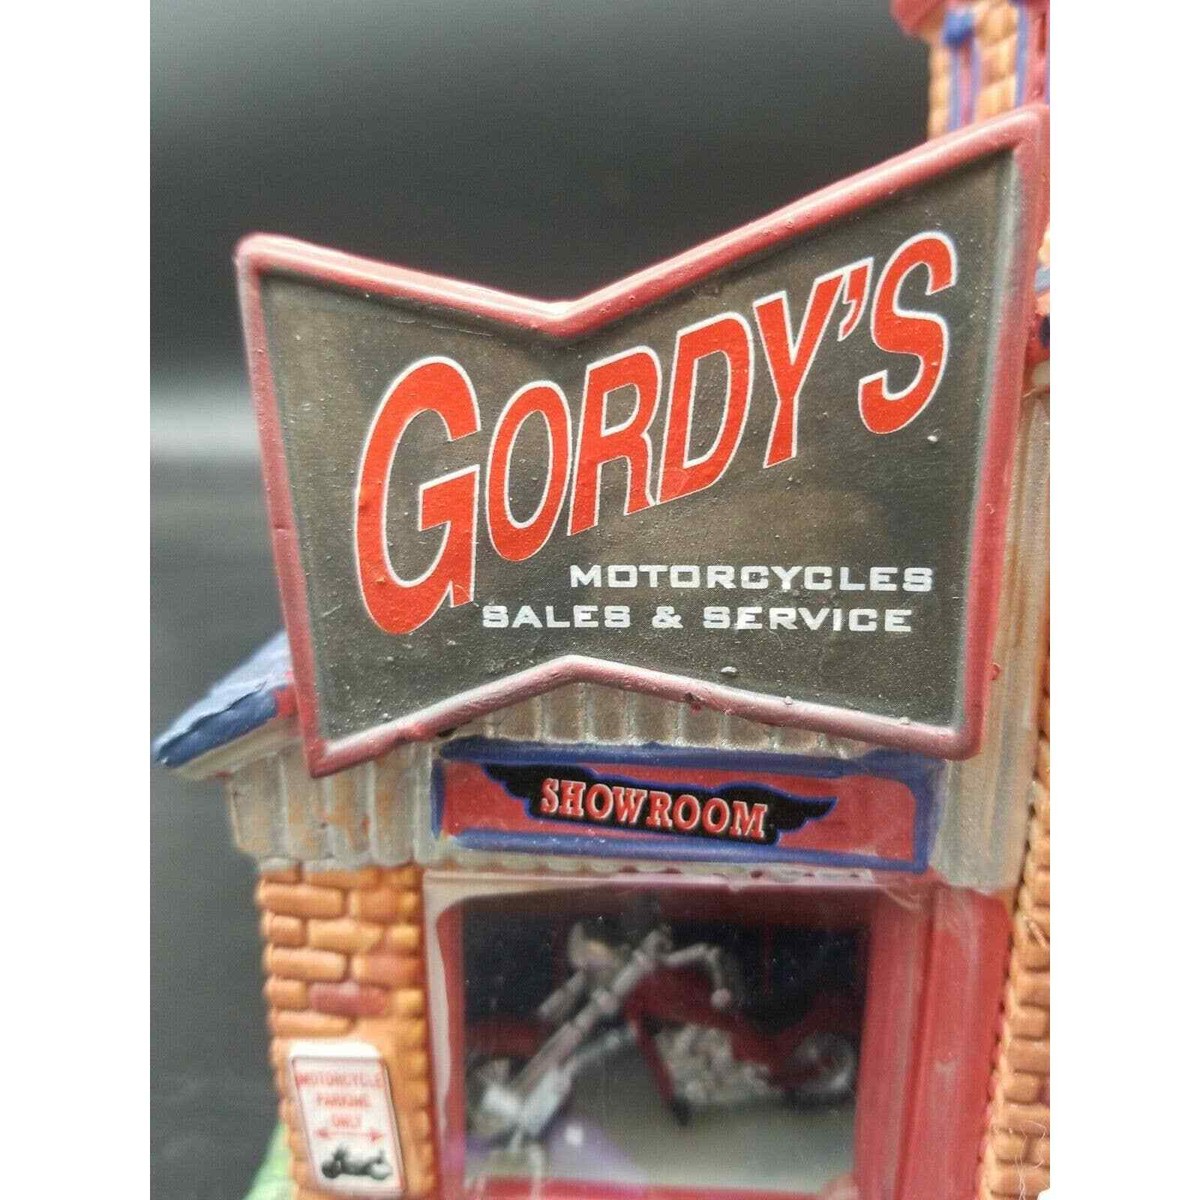 GORDY'S
MOTORCYCLES
SALES & SERVICE
SHOWROOM
MOTORCYCLE
PARKING
ONLY